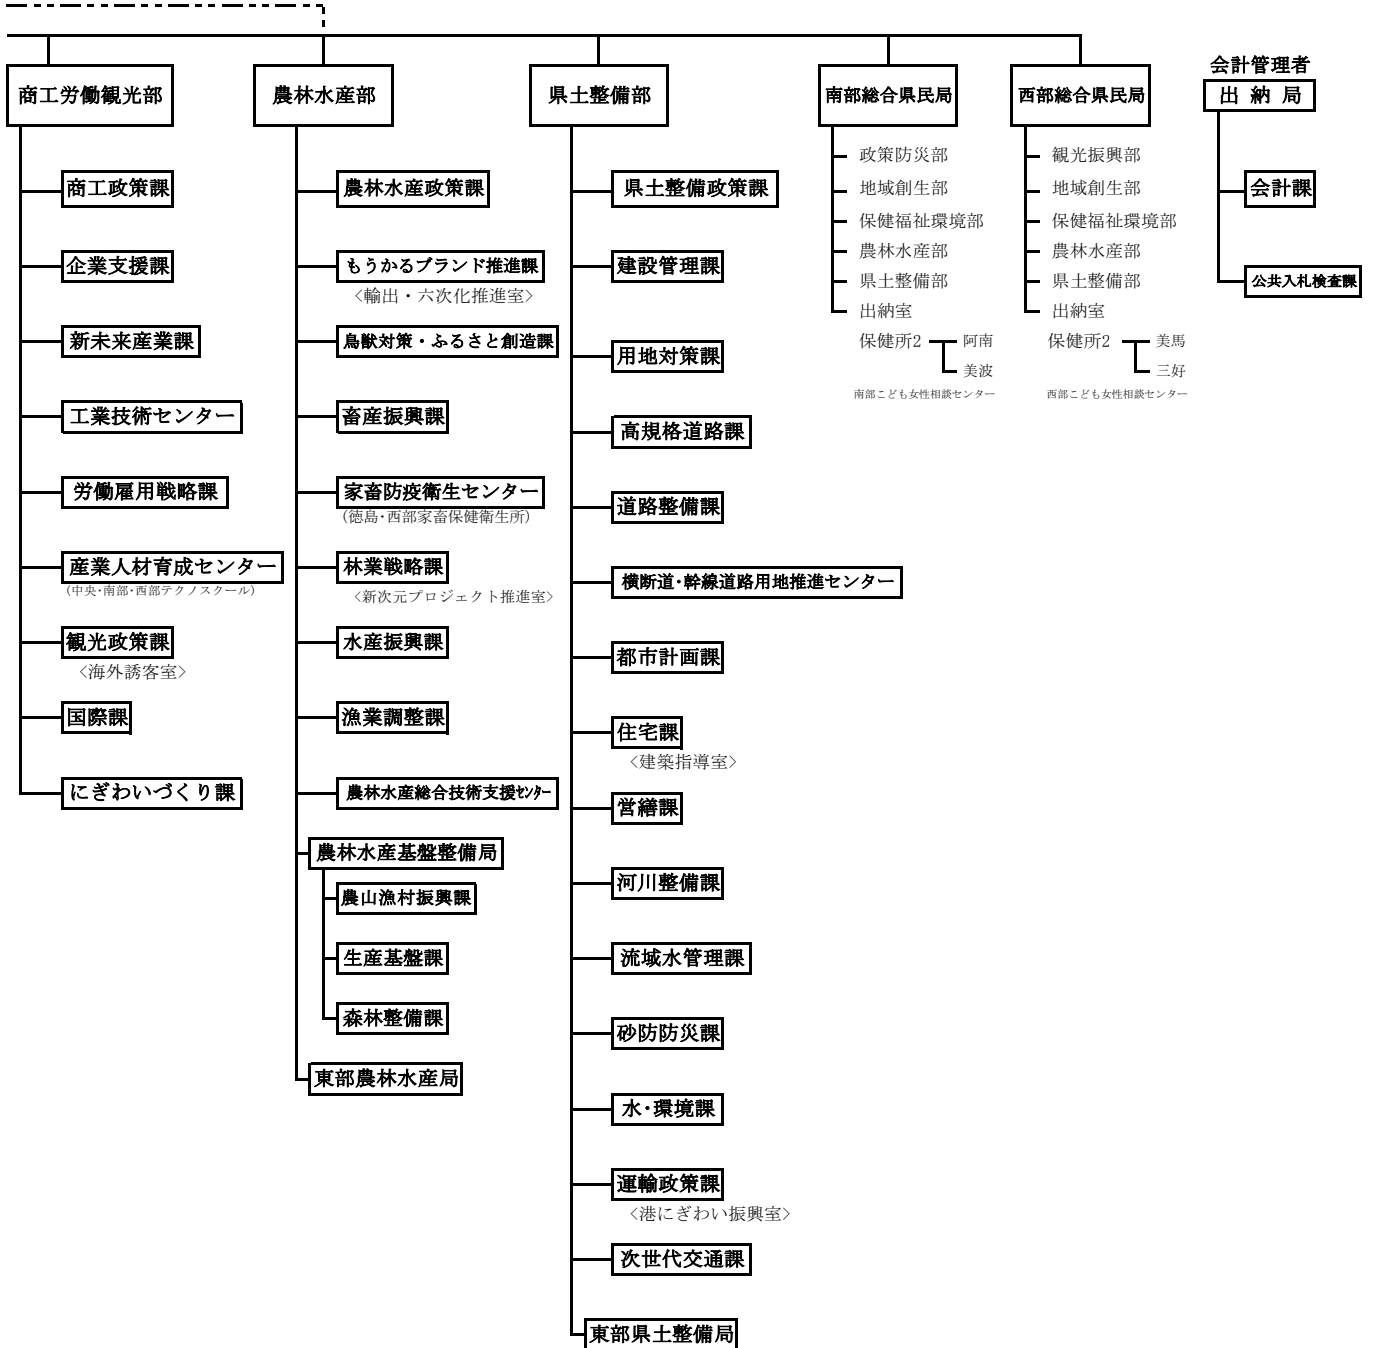 商工労働観光部
商工政策課
企業支援課
新未来産業課
工業技術センター
労働雇用戦略課
産業人材育成センター
(中央･南部･西部テクノスクール)
観光政策課
<海外誘客室>
国際課
にぎわいづくり課
農林水産部
農林水産政策課
もうかるブランド推進課
<輸出・六次化推進室>
鳥獣対策・ふるさと創造課
畜産振興課
家畜防疫衛生センター
(徳島･西部家畜保健衛生所)
林業戦略課
<新次元プロジェクト推進室>
水産振興課
漁業調整課
農林水産総合技術支援ｾﾝﾀｰ
農林水産基盤整備局
農山漁村振興課
生産基盤課
森林整備課
東部農林水産局
県土整備部
県土整備政策課
建設管理課
用地対策課
高規格道路課
道路整備課
横断道･幹線道路用地推進センター
都市計画課
住宅課
<建築指導室>
営繕課
河川整備課
流域水管理課
砂防防災課
水･環境課
運輸政策課
<港にぎわい振興室>
次世代交通課
東部県土整備局
南部総合県民局
政策防災部
地域創生部
保健福祉環境部
農林水産部
県土整備部
出納室
保健所2
阿南
美波
南部こども女性相談センター
西部総合県民局
観光振興部
地域創生部
保健福祉環境部
農林水産部
県土整備部
出納室
保健所2
美馬
三好
西部こども女性相談センター
会計管理者
出 納 局
会計課
公共入札検査課